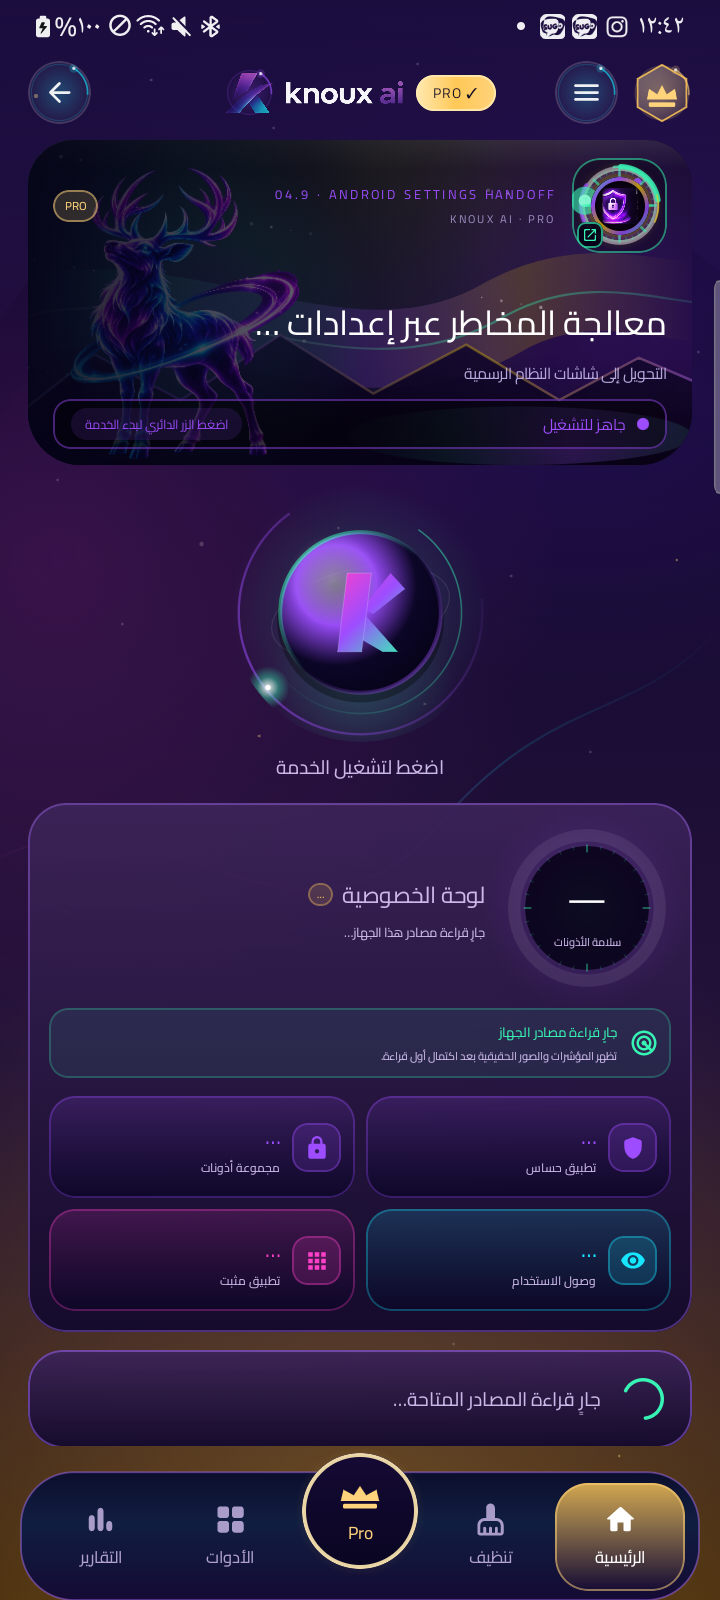 ١٢:٤٢
%١٠٠
knoux ai
PRO ✓
04.9 · ANDROID SETTINGS HANDOFF
KNOUX AI · PRO
PRO
معالجة المخاطر عبر إعدادات ...
التحويل إلى شاشات النظام الرسمية
جاهز للتشغيل
اضغط الزر الدائري لبدء الخدمة
اضغط لتشغيل الخدمة
لوحة الخصوصية
...
جارٍ قراءة مصادر هذا الجهاز...
—
سلامة الأذونات
جارٍ قراءة مصادر الجهاز
تظهر المؤشرات والصور الحقيقية بعد اكتمال أول قراءة.
...
تطبيق حساس
...
مجموعة أذونات
...
وصول الاستخدام
...
تطبيق مثبت
جارٍ قراءة المصادر المتاحة...
الرئيسية
تنظيف
Pro
الأدوات
التقارير